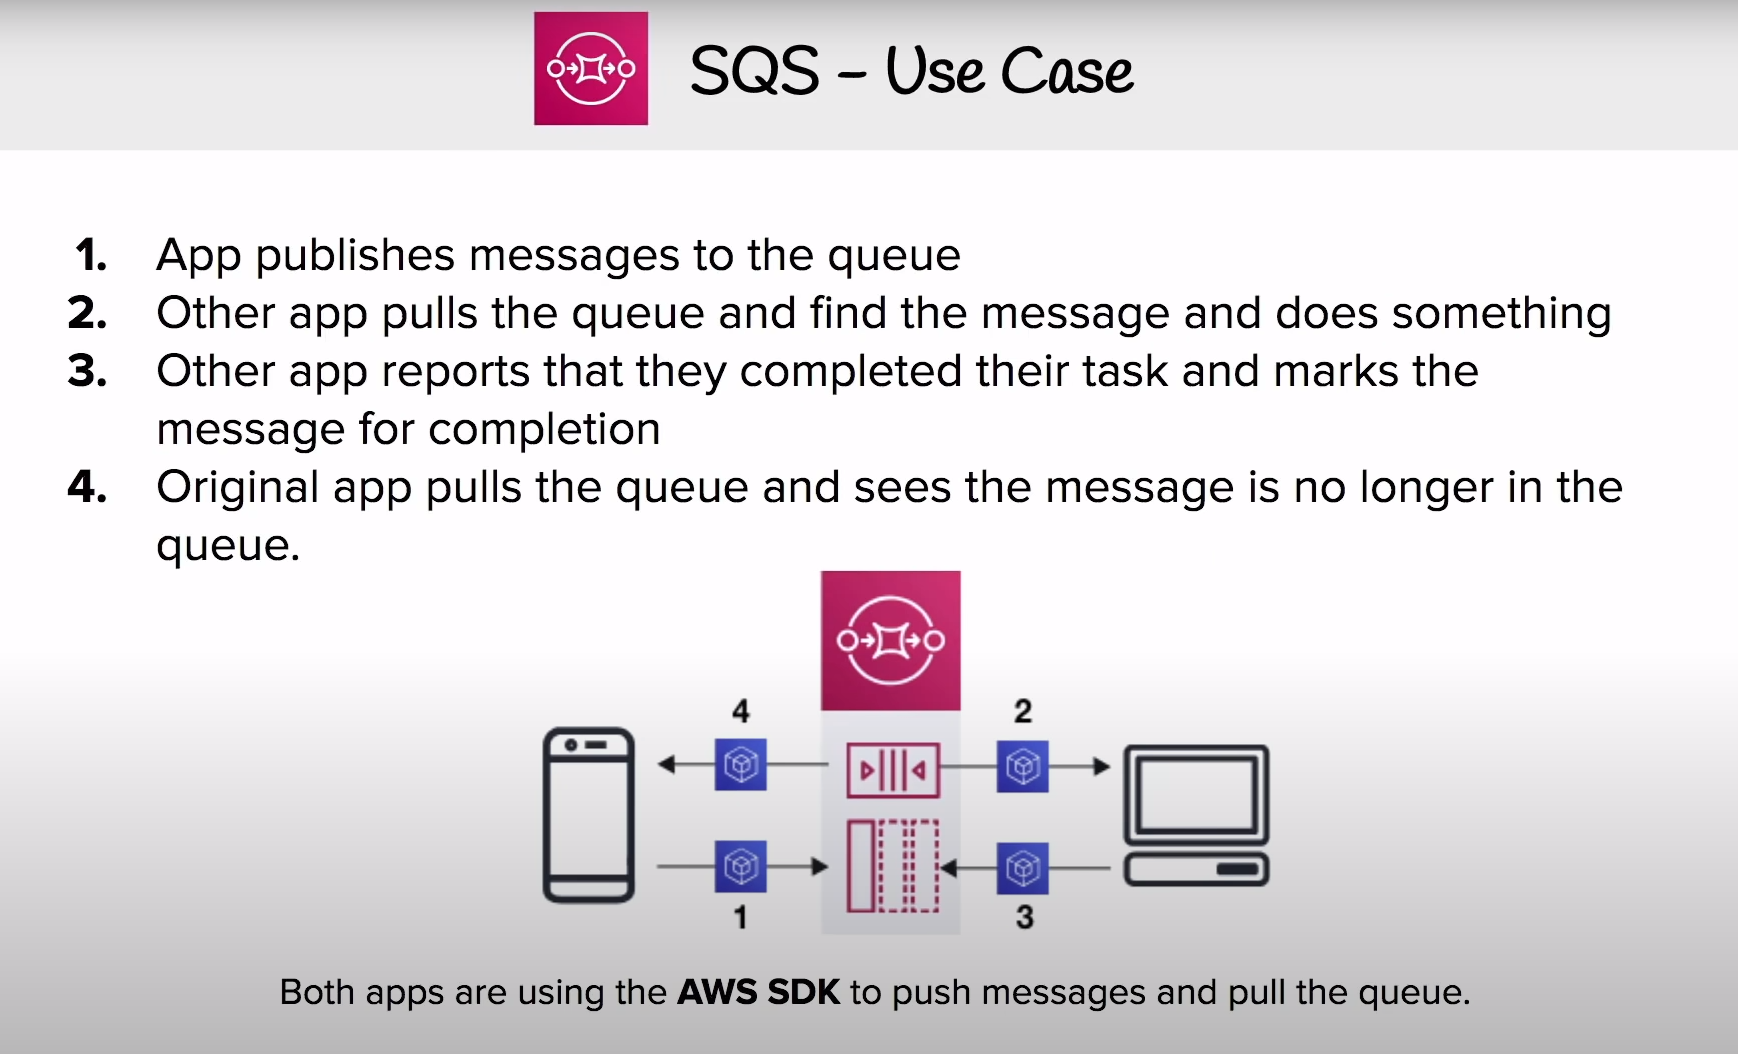 SQS – Use Case
1. App publishes messages to the queue
2. Other app pulls the queue and find the message and does something
3. Other app reports that they completed their task and marks the
message for completion
4. Original app pulls the queue and sees the message is no longer in the
queue.
4
2
1
3
Both apps are using the AWS SDK to push messages and pull the queue.